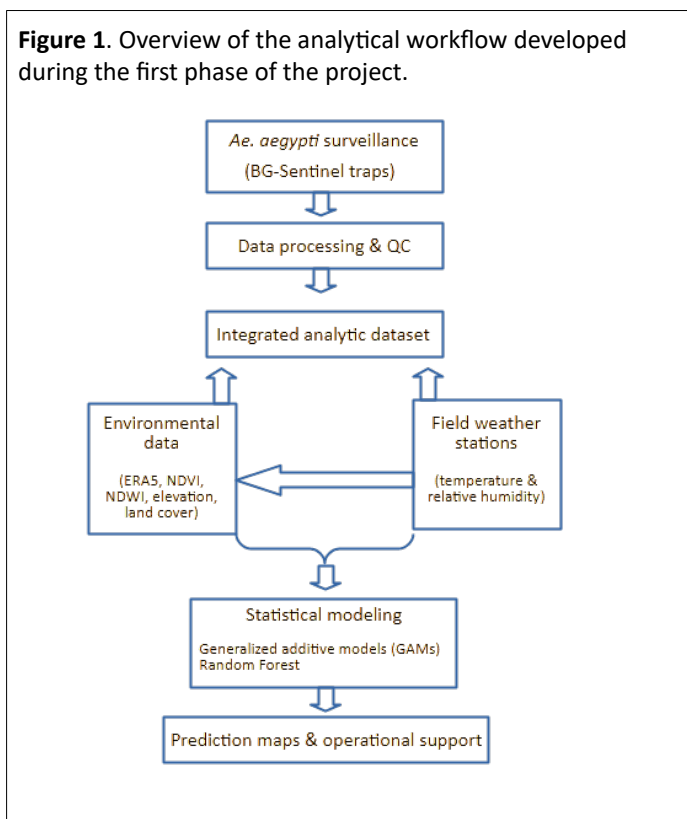 Figure 1. Overview of the analytical workflow developed
during the first phase of the project.
Ae. aegypti surveillance
(BG-Sentinel traps)
Data processing & QC
Integrated analytic dataset
Environmental
data
(ERA5, NDVI,
NDWI, elevation,
land cover)
Field weather
stations
(temperature &
relative humidity)
Statistical modeling
Generalized additive models (GAMs)
Random Forest
Prediction maps & operational support